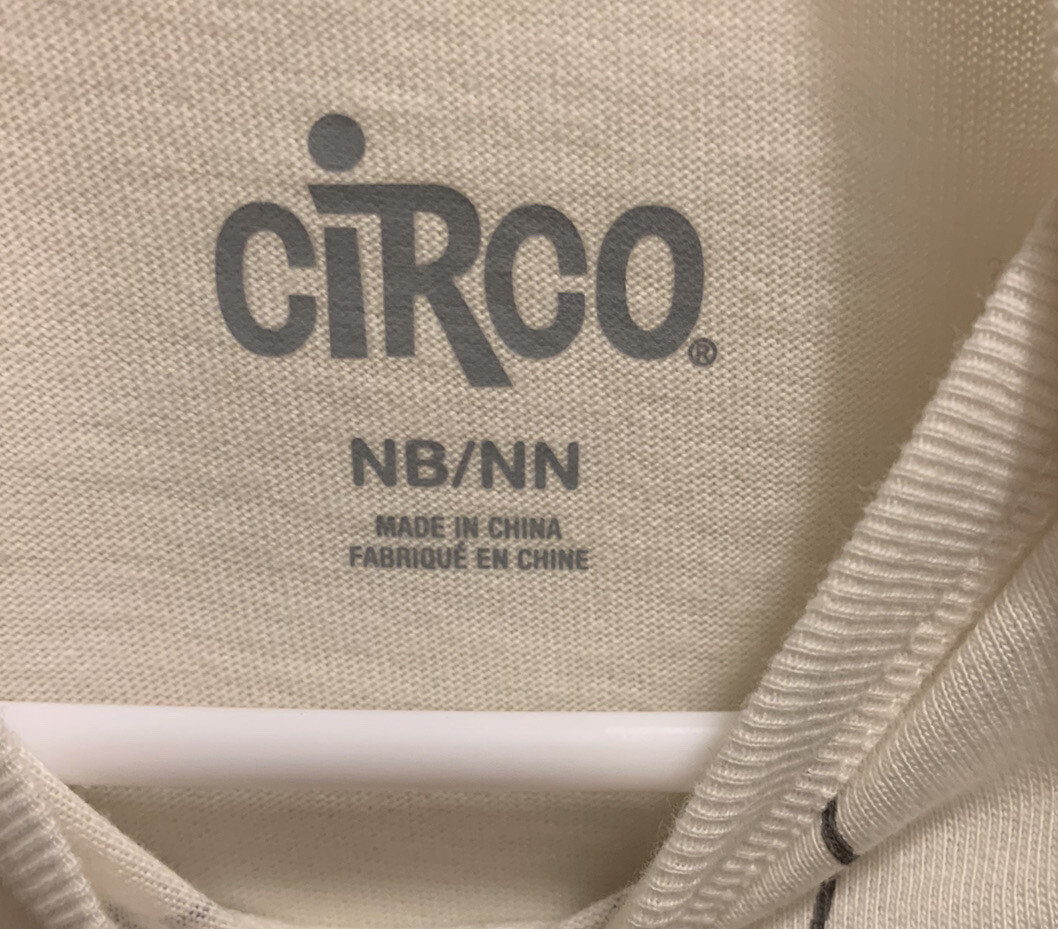 CiRCO®
NB/NN
MADE IN CHINA
FABRIQUÉ EN CHINE